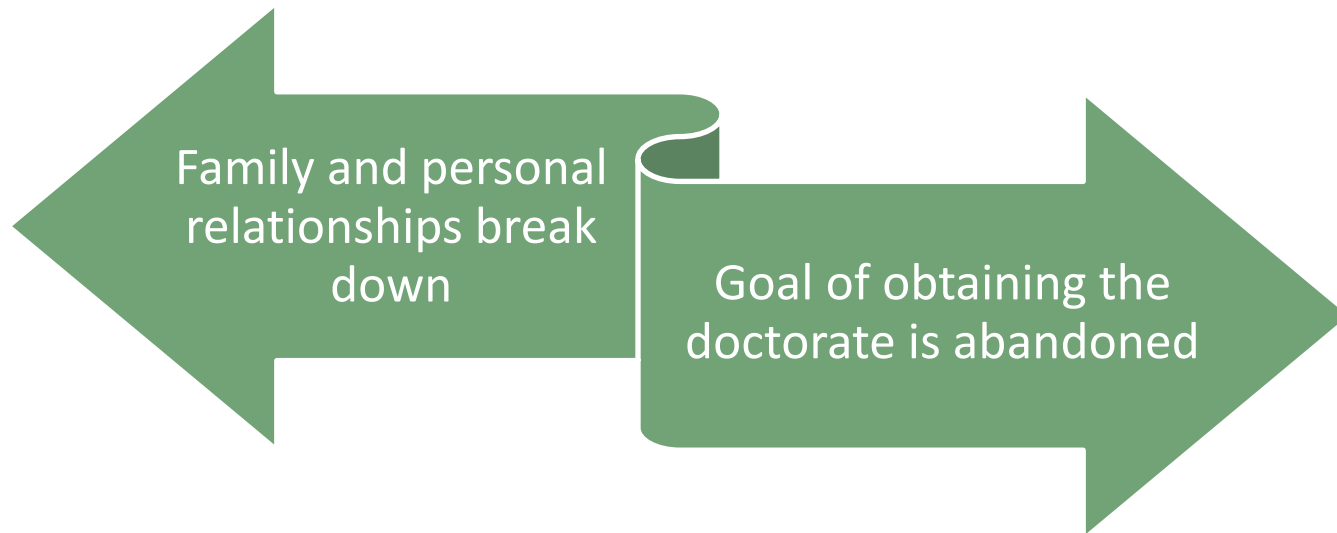 Family and personal
relationships break
down
Goal of obtaining the
doctorate is abandoned